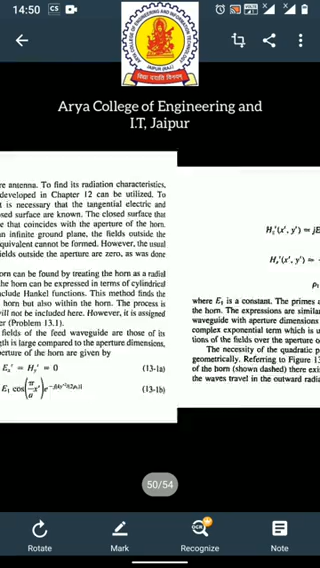 14:50
Arya College of Engineering and
I.T, Jaipur
re antenna. To find its radiation characteristics,
developed in Chapter 12 can be utilized. To
t is necessary that the tangential electric and
sed surface are known. The closed surface that
e that coincides with the aperture of the horn.
an infinite ground plane, the fields outside the
equivalent cannot be formed. However, the usual
ields outside the aperture are zero, as was done
orn can be found by treating the horn as a radial
the horn can be expressed in terms of cylindrical
nclude Hankel functions. This method finds the
horn but also within the horn. The process is
will not be included here. However, it is assigned
er (Problem 13.1).
fields of the feed waveguide are those of its
gth is large compared to the aperture dimensions,
perture of the horn are given by
(13-1a)
(13-1b)
where E₁ is a constant. The primes a
the horn. The expressions are similar
waveguide with aperture dimensions
complex exponential term which is u
tions of the fields over the aperture o
The necessity of the quadratic p
geometrically. Referring to Figure 13
of the horn (shown dashed) there exis
the waves travel in the outward radia
50/54
Rotate
Mark
OCR
Recognize
Note